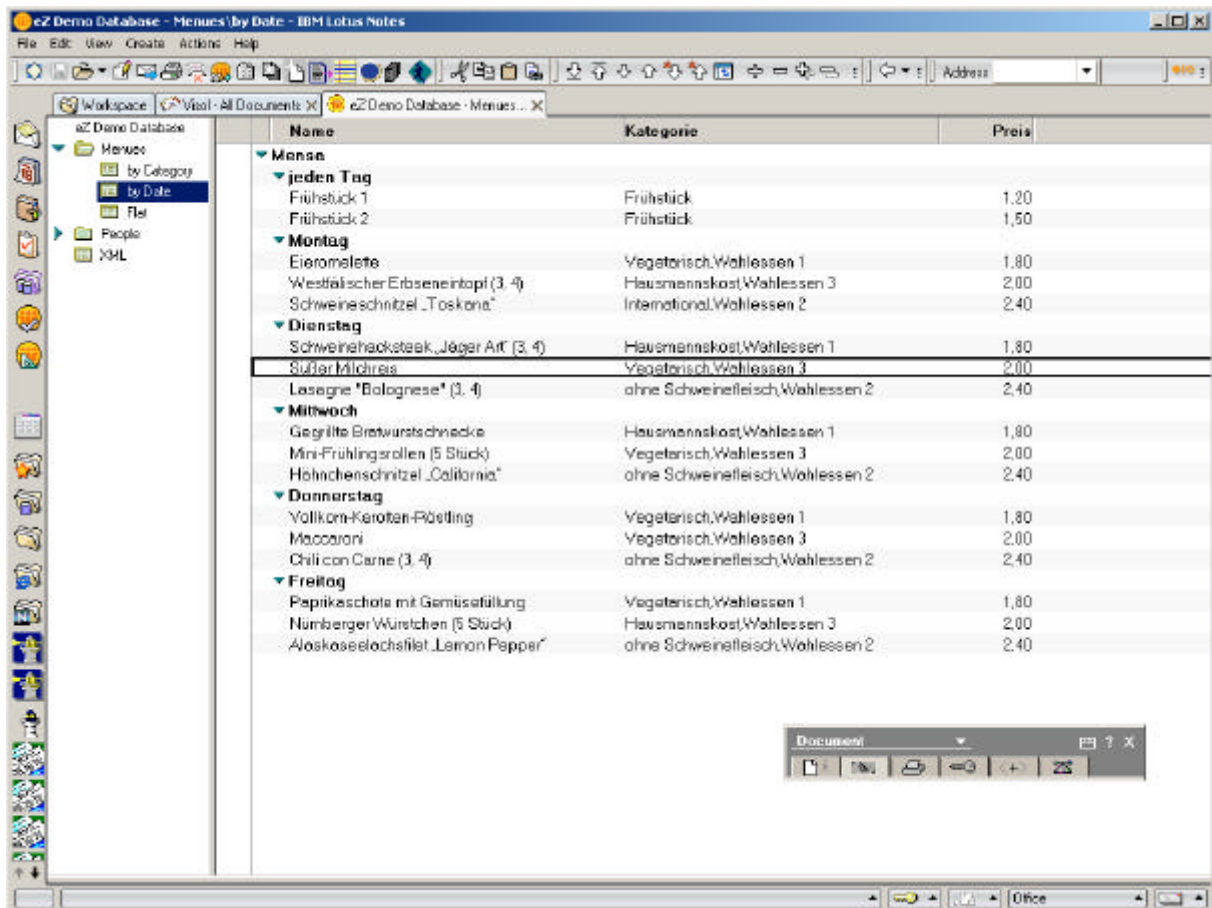 eZ Demo Database - Menues\by Date - IBM Lotus Notes
File Edit View Create Actions Help
Address
Workspace Visol - All Documents eZ Demo Database - Menues...
eZ Demo Database
Menues
by Category
by Date
Flat
People
XML
Name Kategorie Preis
Mensa
jeden Tag
Frühstück 1 Frühstück 1,20
Frühstück 2 Frühstück 1,50
Montag
Eieromelette Vegetarisch,Wahlessen 1 1,80
Westfälischer Erbseneintopf (3, 4) Hausmannskost,Wahlessen 3 2,00
Schweineschnitzel „Toskana“ International,Wahlessen 2 2,40
Dienstag
Schweinehacksteak „Jäger Art“ (3, 4) Hausmannskost,Wahlessen 1 1,80
Süßer Milchreis Vegetarisch,Wahlessen 3 2,00
Lasagne "Bolognese" (3, 4) ohne Schweinefleisch,Wahlessen 2 2,40
Mittwoch
Gegrillte Bratwurstschnecke Hausmannskost,Wahlessen 1 1,80
Mini-Frühlingsrollen (5 Stück) Vegetarisch,Wahlessen 3 2,00
Hähnchenschnitzel „California“ ohne Schweinefleisch,Wahlessen 2 2,40
Donnerstag
Vollkorn-Karotten-Röstling Vegetarisch,Wahlessen 1 1,80
Maccaroni Vegetarisch,Wahlessen 3 2,00
Chili con Carne (3, 4) ohne Schweinefleisch,Wahlessen 2 2,40
Freitag
Paprikaschote mit Gemüsefüllung Vegetarisch,Wahlessen 1 1,80
Nürnberger Würstchen (5 Stück) Hausmannskost,Wahlessen 3 2,00
Alaskaseelachsfilet „Lemon Pepper“ ohne Schweinefleisch,Wahlessen 2 2,40
Document
Office